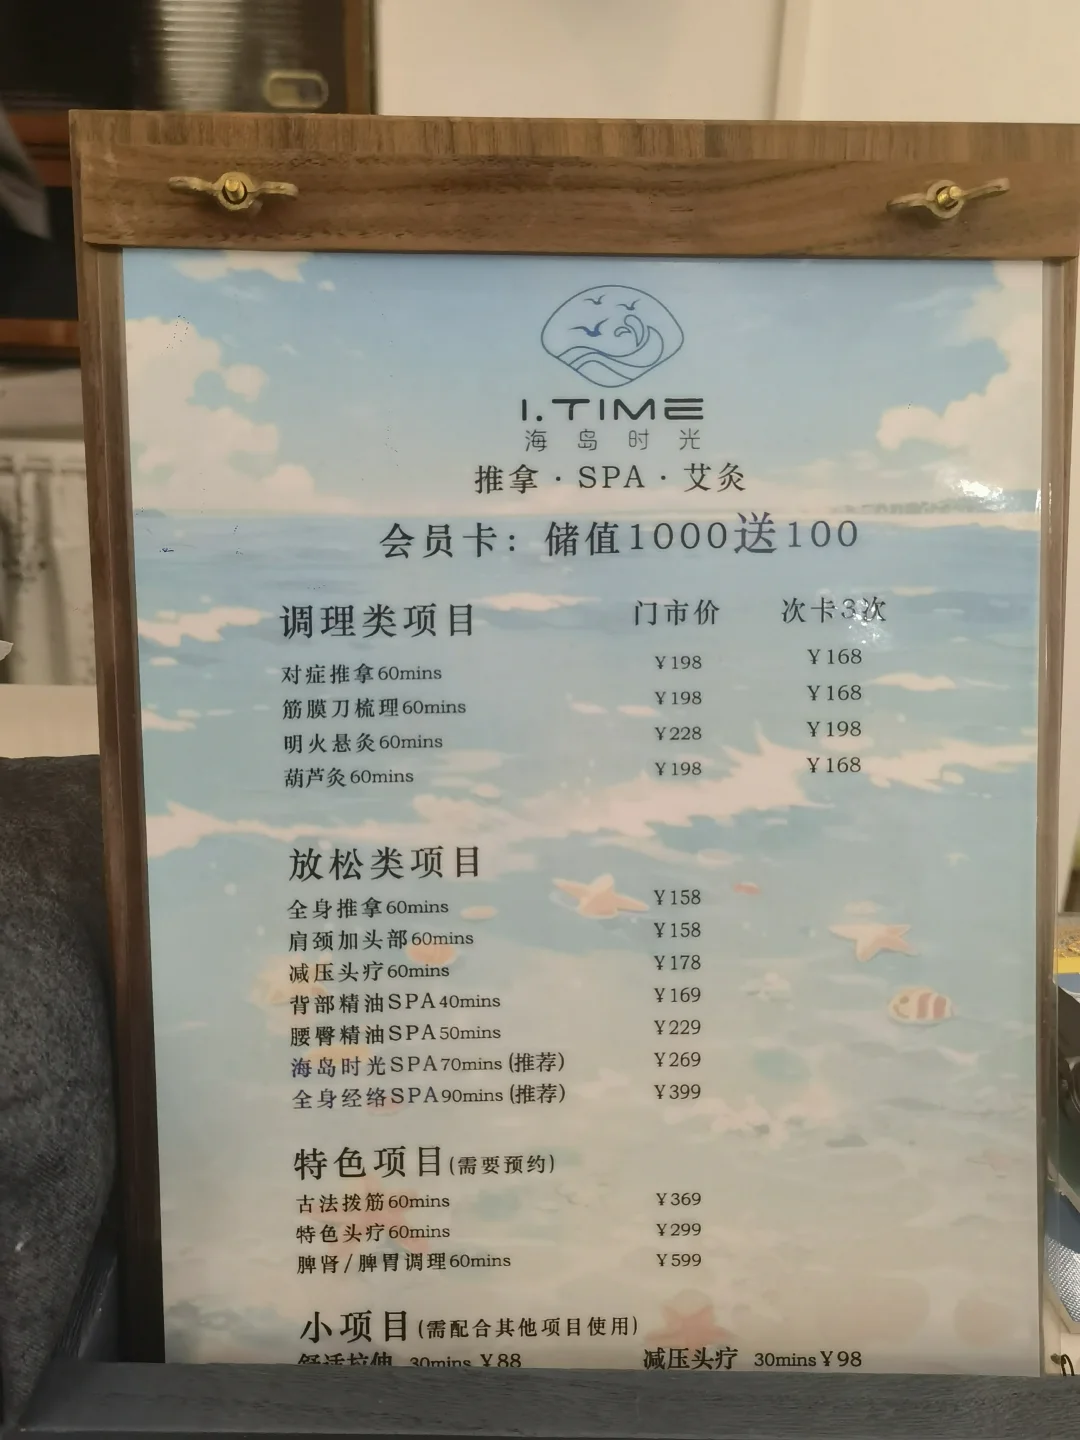 I.TIME
海岛时光
推拿·SPA·艾灸
会员卡：储值1000送100
调理类项目 门市价 次卡3次
对症推拿60mins ￥198 ￥168
筋膜刀梳理60mins ￥198 ￥168
明火悬灸60mins ￥228 ￥198
葫芦灸60mins ￥198 ￥168
放松类项目
全身推拿60mins ￥158
肩颈加头部60mins ￥158
减压头疗60mins ￥178
背部精油SPA40mins ￥169
腰臀精油SPA50mins ￥229
海岛时光SPA70mins (推荐) ￥269
全身经络SPA90mins (推荐) ￥399
特色项目(需要预约)
古法拨筋60mins ￥369
特色头疗60mins ￥299
脾肾/脾胃调理60mins ￥599
小项目(需配合其他项目使用)
舒适拉伸 30mins ￥88 减压头疗 30mins￥98